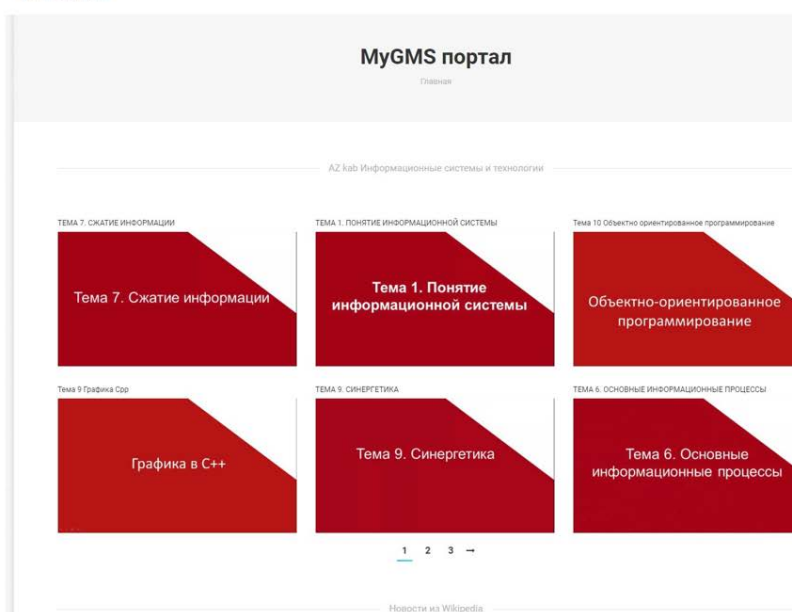 MyGMS портал
Главная
AZ kab Информационные системы и технологии
ТЕМА 7. СЖАТИЕ ИНФОРМАЦИИ
ТЕМА 1. ПОНЯТИЕ ИНФОРМАЦИОННОЙ СИСТЕМЫ
Тема 10 Объектно ориентированное программирование
Тема 7. Сжатие информации
Тема 1. Понятие
информационной системы
Объектно-ориентированное
программирование
Тема 9 Графика Cpp
ТЕМА 9. СИНЕРГЕТИКА
ТЕМА 6. ОСНОВНЫЕ ИНФОРМАЦИОННЫЕ ПРОЦЕССЫ
Графика в С++
Тема 9. Синергетика
Тема 6. Основные
информационные процессы
1 2 3 →
Новости из Wikipedia